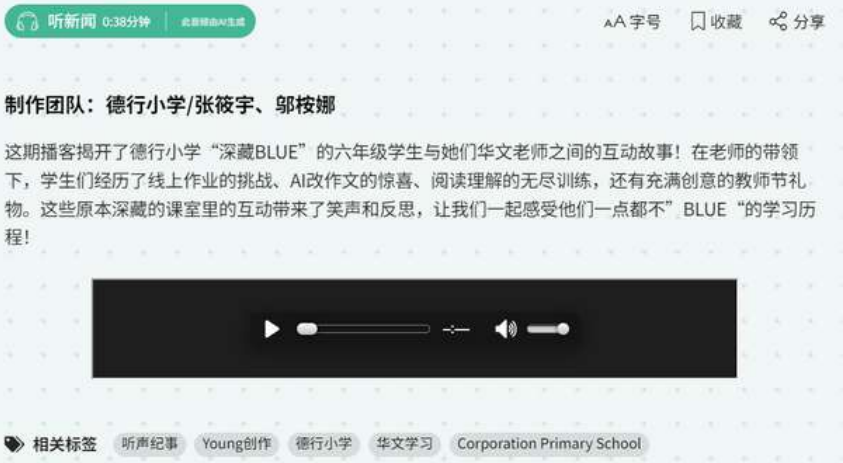 听新闻 0:38分钟 此音频由AI生成
AA 字号 收藏 分享
制作团队：德行小学/张筱宇、邬桉娜
这期播客揭开了德行小学“深藏BLUE”的六年级学生与她们华文老师之间的互动故事！在老师的带领
下，学生们经历了线上作业的挑战、AI改作文的惊喜、阅读理解的无尽训练，还有充满创意的教师节礼
物。这些原本深藏的课室里的互动带来了笑声和反思，让我们一起感受他们一点都不”BLUE“的学习历
程！
相关标签 听声纪事 Young创作 德行小学 华文学习 Corporation Primary School